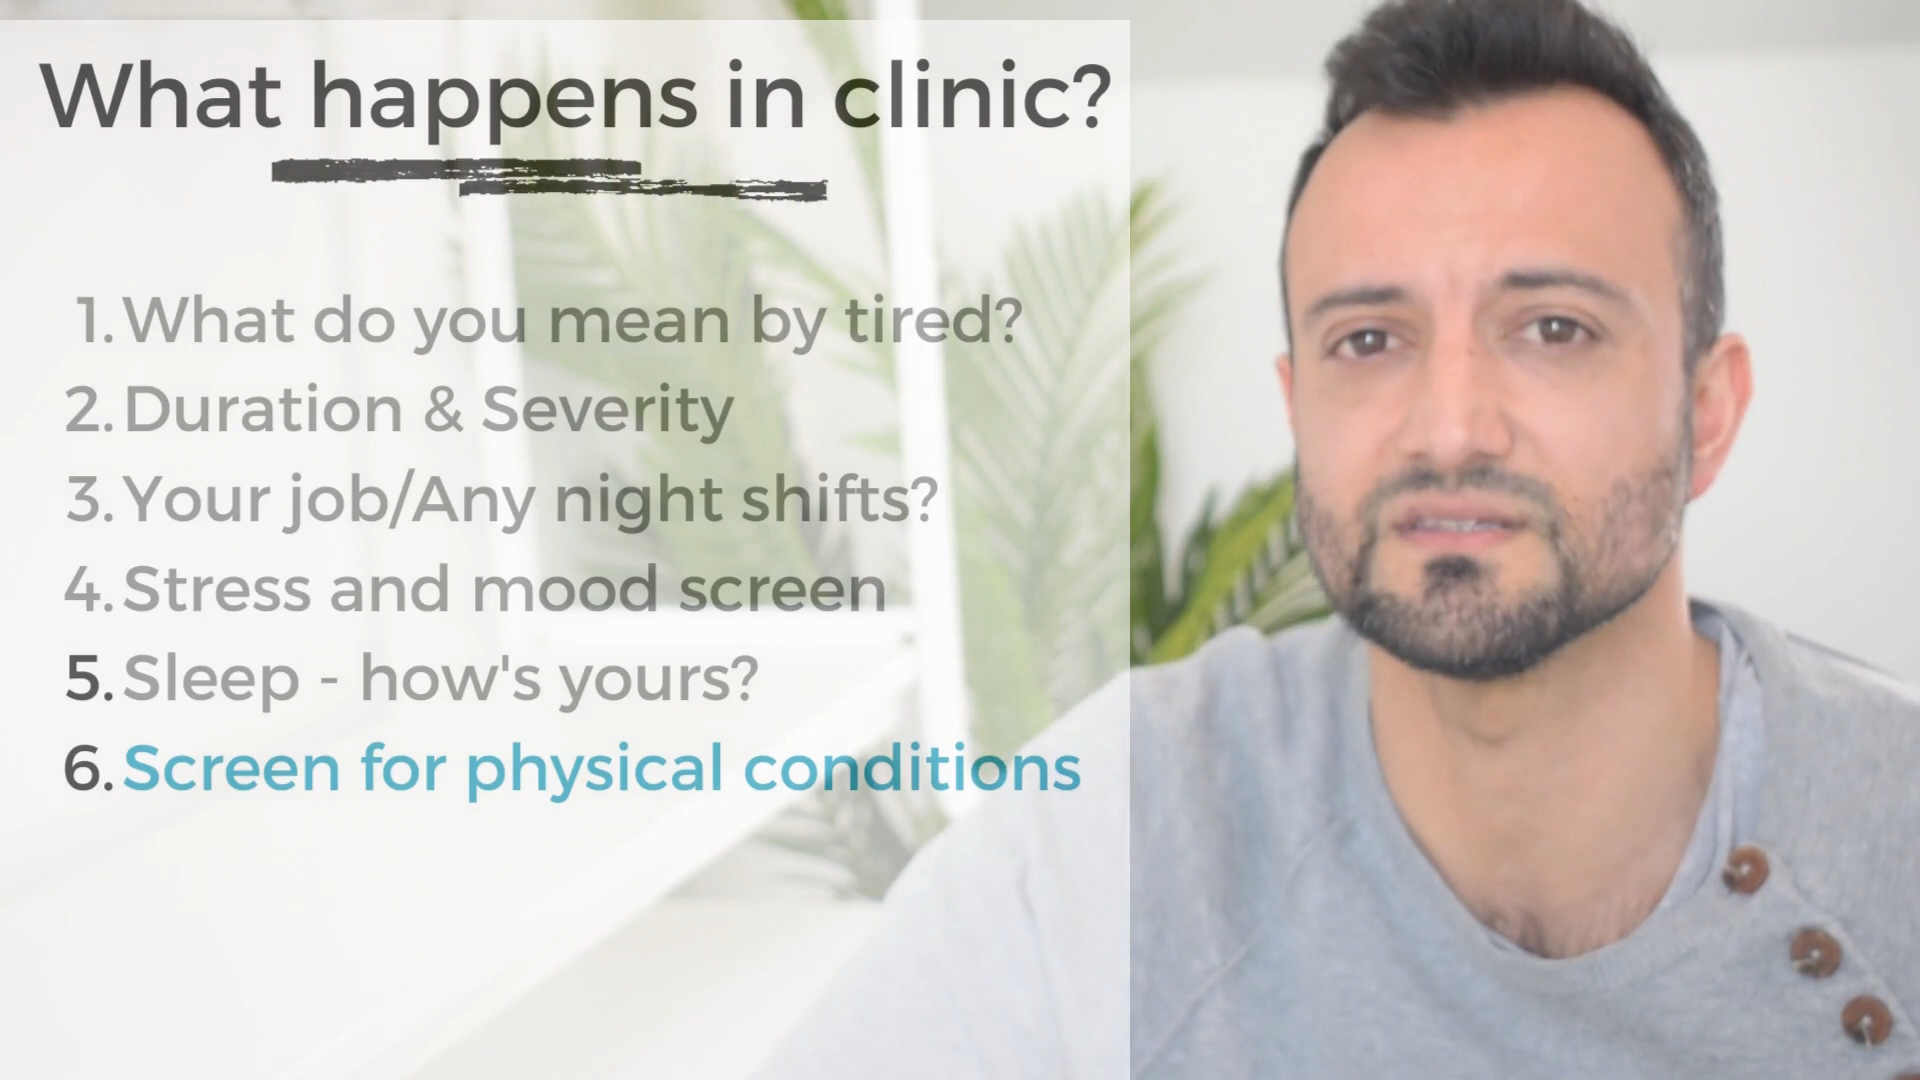 What happens in clinic?
1. What do you mean by tired?
2. Duration & Severity
3. Your job/Any night shifts?
4. Stress and mood screen
5. Sleep - how's yours?
6. Screen for physical conditions